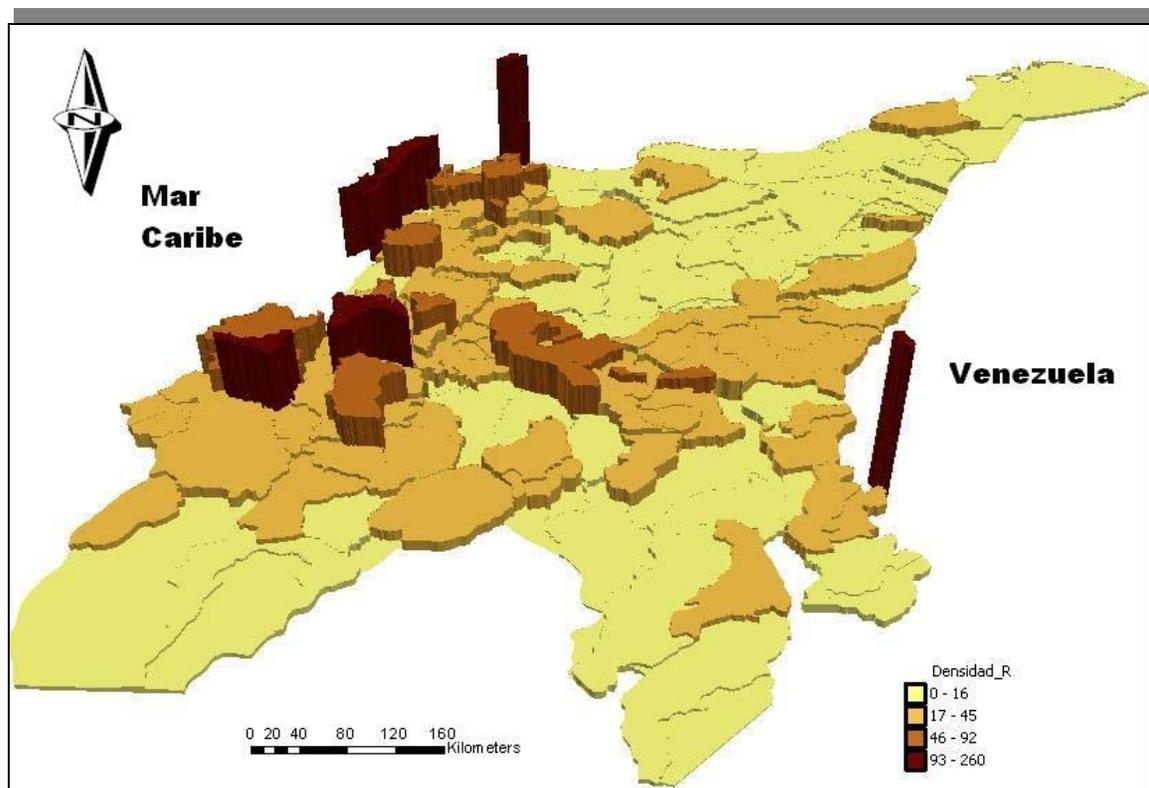 N
Mar
Caribe
Venezuela
Densidad_R
0 - 16
17 - 45
46 - 92
93 - 260
0 20 40 80 120 160
Kilometers